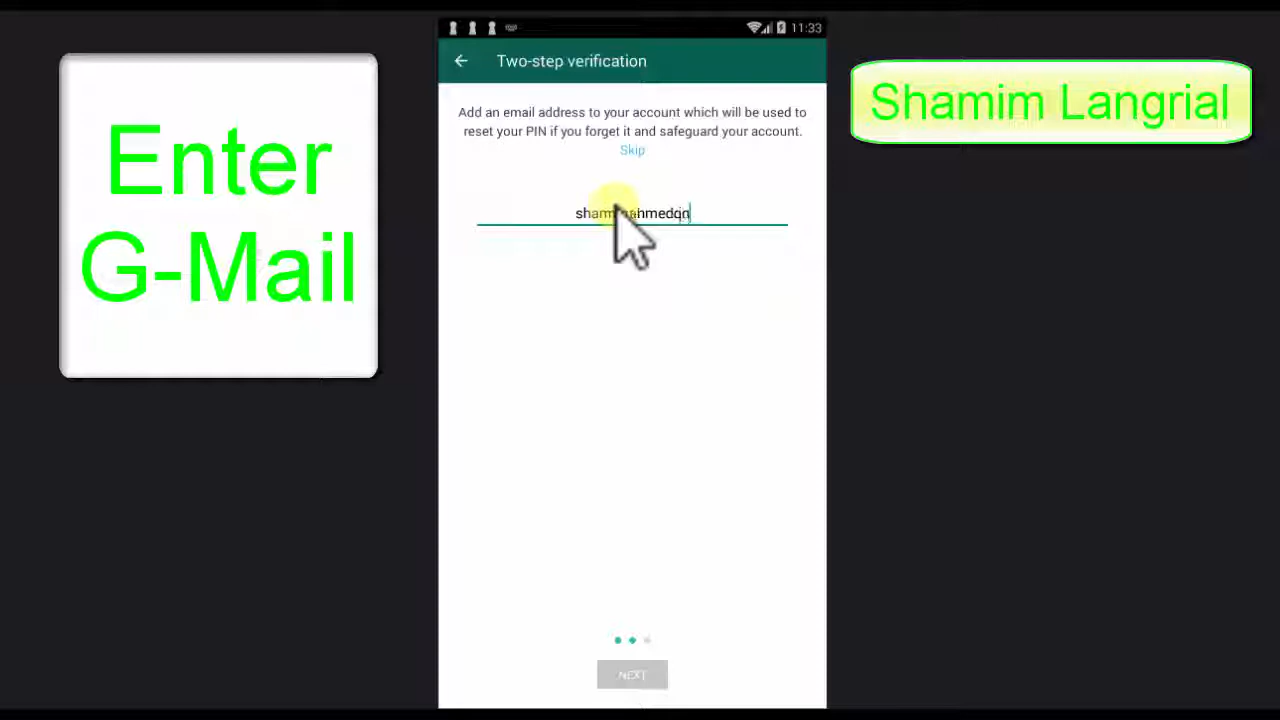 11:33
Two-step verification
Enter
G-Mail
Shamim Langrial
Add an email address to your account which will be used to
reset your PIN if you forget it and safeguard your account.
Skip
NEXT